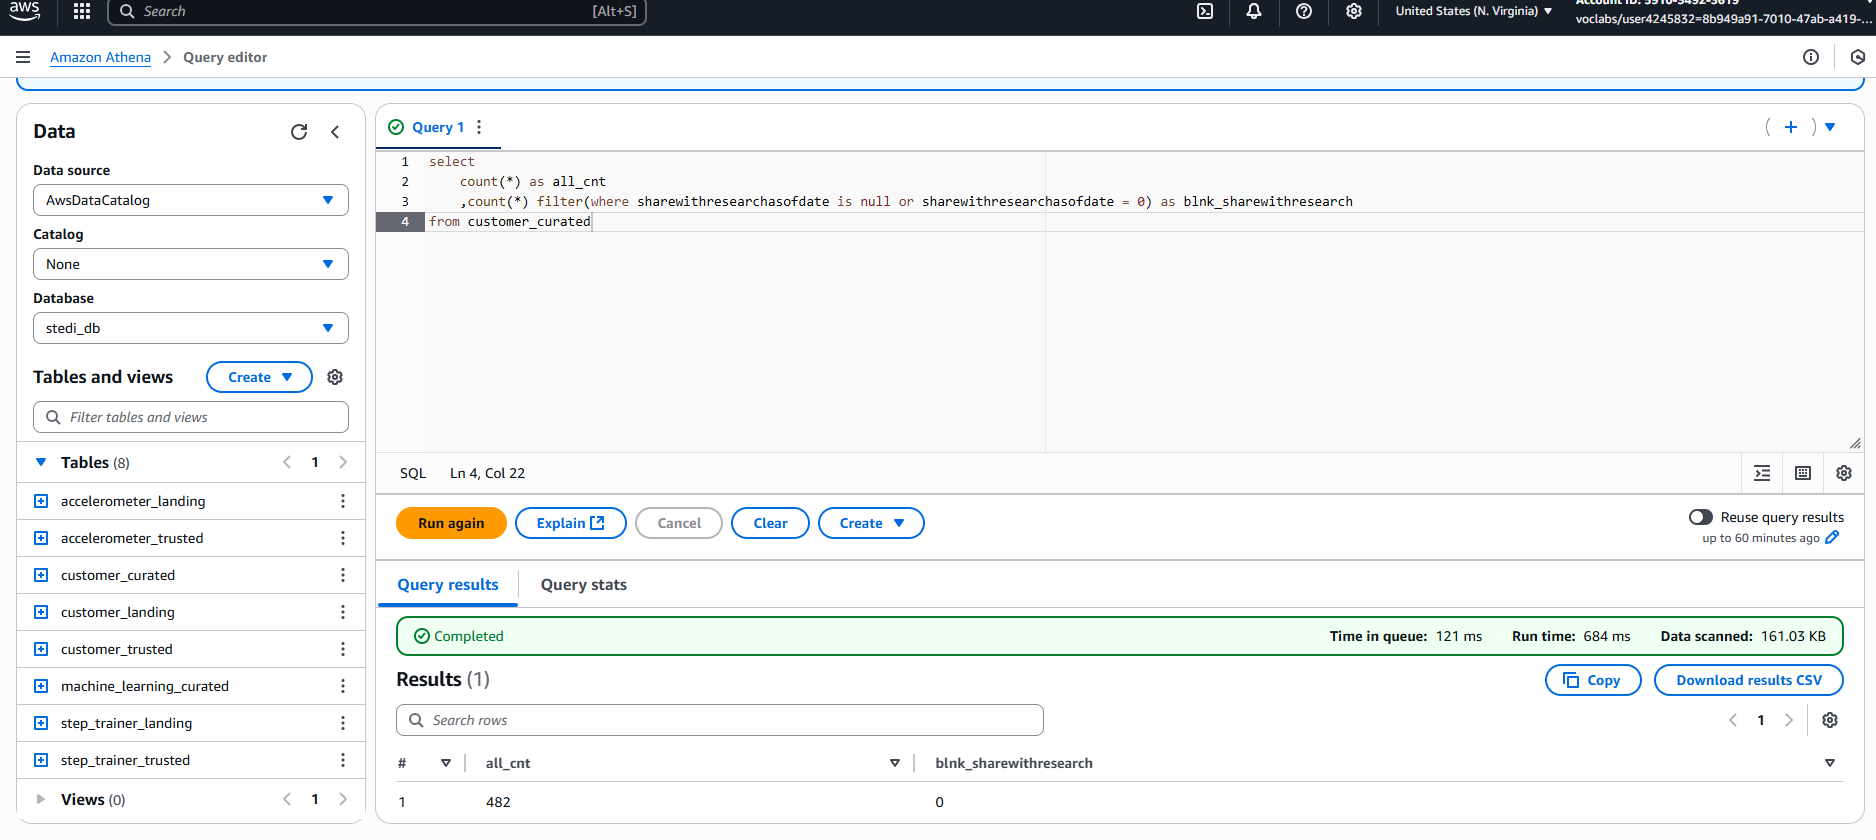 aws
Search [Alt+S]
United States (N. Virginia)
voclabs/user4245832=8b949a91-7010-47ab-a419-...
Amazon Athena > Query editor
Data
Data source
AwsDataCatalog
Catalog
None
Database
stedi_db
Tables and views
Create
Filter tables and views
Tables (8)
1
accelerometer_landing
accelerometer_trusted
customer_curated
customer_landing
customer_trusted
machine_learning_curated
step_trainer_landing
step_trainer_trusted
Views (0)
1
Query 1
1 select
2 count(*) as all_cnt
3 ,count(*) filter(where sharewithresearchasofdate is null or sharewithresearchasofdate = 0) as blnk_sharewithresearch
4 from customer_curated
SQL Ln 4, Col 22
Run again
Explain
Cancel
Clear
Create
Reuse query results
up to 60 minutes ago
Query results
Query stats
Completed
Time in queue: 121 ms Run time: 684 ms Data scanned: 161.03 KB
Results (1)
Copy
Download results CSV
Search rows
1
# all_cnt blnk_sharewithresearch
1 482 0